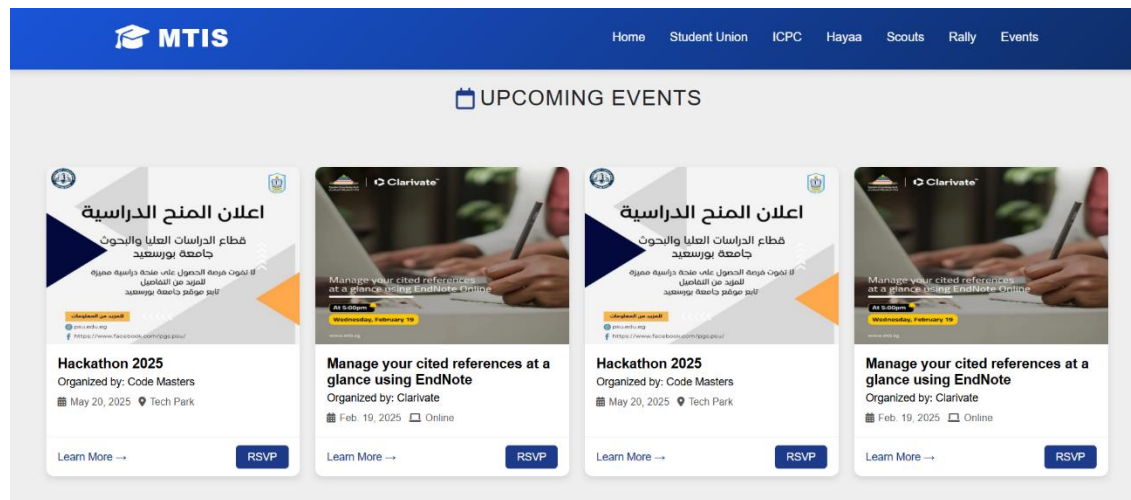 MTIS
Home Student Union ICPC Hayaa Scouts Rally Events
UPCOMING EVENTS
اعلان المنح الدراسية
قطاع الدراسات العليا والبحوث
جامعة بورسعيد
لا تفوت فرصة الحصول على منحة دراسية مميزة
للمزيد من التفاصيل
تابع موقع جامعة بورسعيد
للمزيد من المعلومات
psu.edu.eg
https://www.facebook.com/pgs.psu/
Hackathon 2025
Organized by: Code Masters
May 20, 2025 Tech Park
Learn More → RSVP
Clarivate
Manage your cited references
at a glance using EndNote Online
At 5:00pm
Wednesday, February 19
Manage your cited references at a
glance using EndNote
Organized by: Clarivate
Feb. 19, 2025 Online
Learn More → RSVP
اعلان المنح الدراسية
قطاع الدراسات العليا والبحوث
جامعة بورسعيد
لا تفوت فرصة الحصول على منحة دراسية مميزة
للمزيد من التفاصيل
تابع موقع جامعة بورسعيد
للمزيد من المعلومات
psu.edu.eg
https://www.facebook.com/pgs.psu/
Hackathon 2025
Organized by: Code Masters
May 20, 2025 Tech Park
Learn More → RSVP
Clarivate
Manage your cited references
at a glance using EndNote Online
At 5:00pm
Wednesday, February 19
Manage your cited references at a
glance using EndNote
Organized by: Clarivate
Feb. 19, 2025 Online
Learn More → RSVP